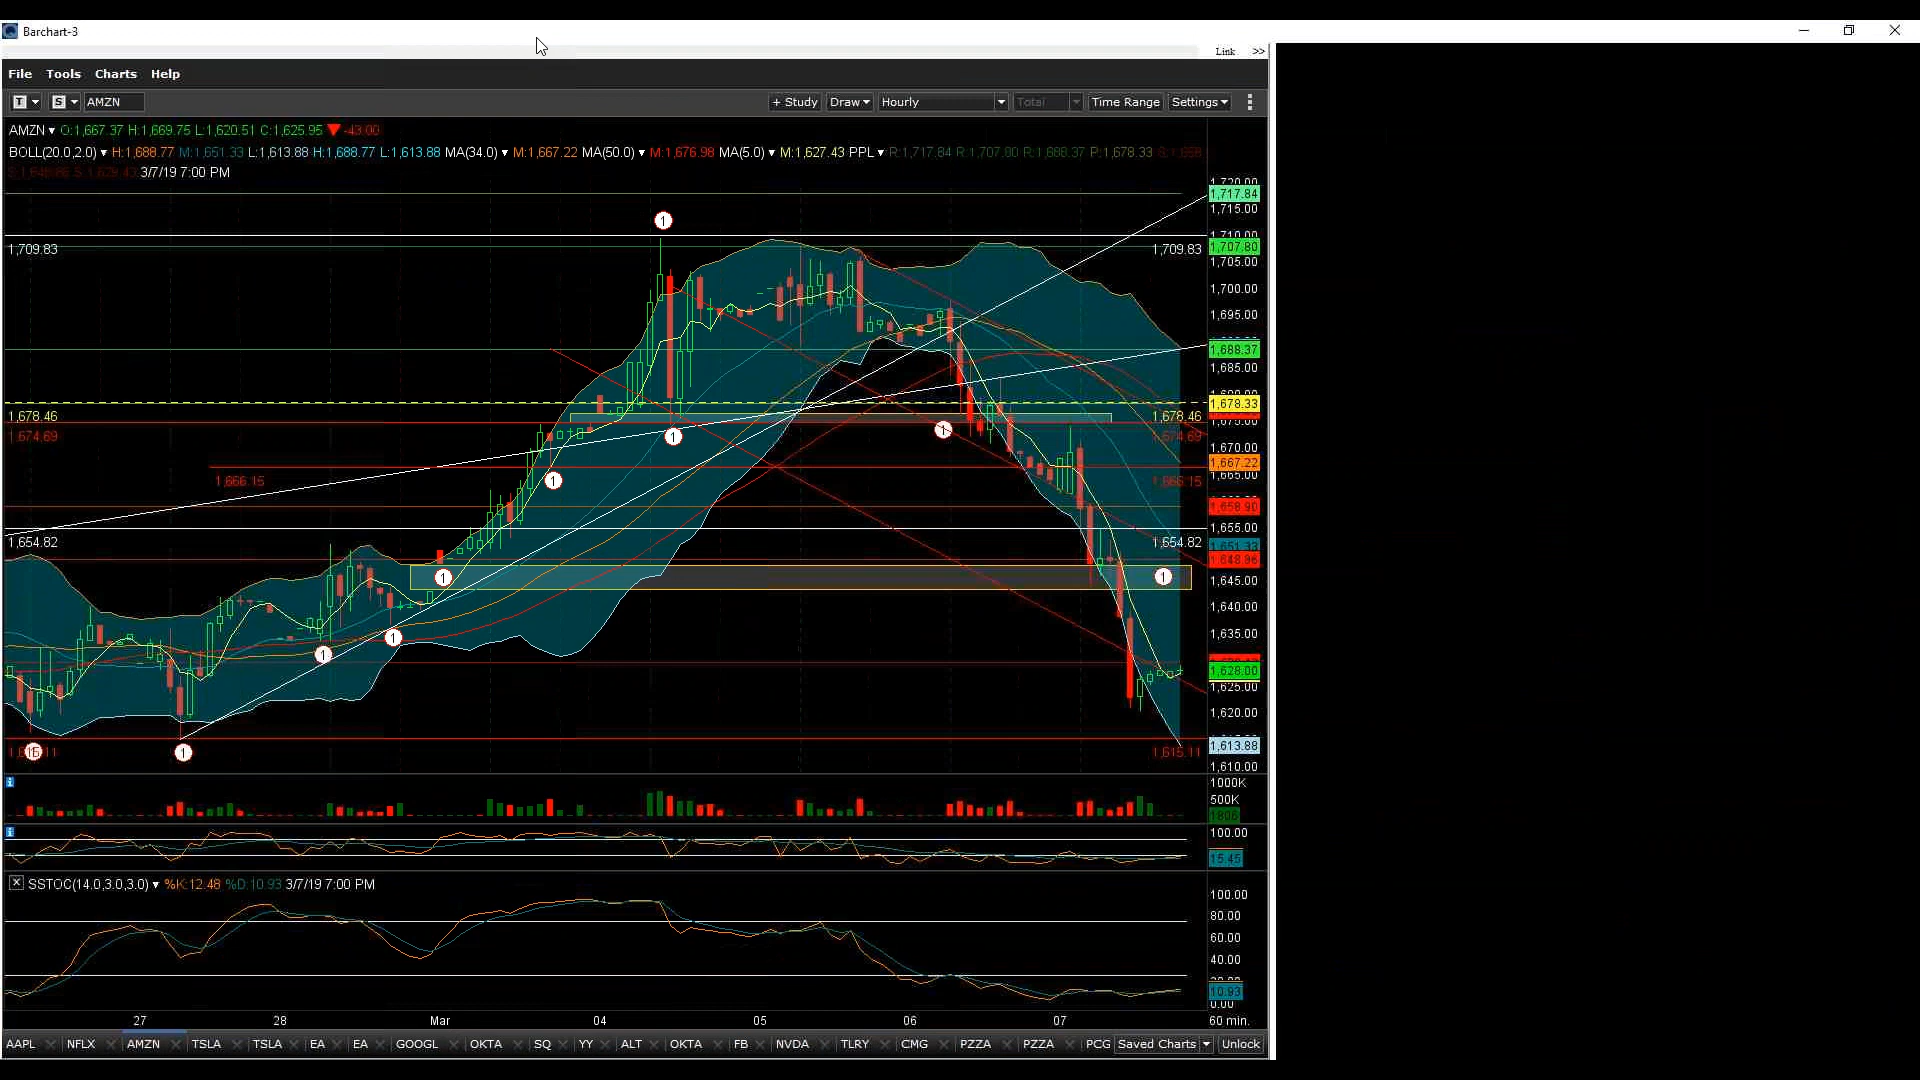 Barchart-3
Link >>
File Tools Charts Help
T S AMZN + Study Draw Hourly Total Time Range Settings
AMZN O:1,667.37 H:1,669.75 L:1,620.51 C:1,625.95 -43.00
BOLL(20.0,2.0) H:1,688.77 M:1,651.33 L:1,613.88 H:1,688.77 L:1,613.88 MA(34.0) M:1,667.22 MA(50.0) M:1,676.98 MA(5.0) M:1,627.43 PPL R:1,717.84 R:1,707.80 R:1,688.37 P:1,678.33
3/7/19 7:00 PM
1,717.84
1,715.00
1
1,709.83 1,709.83 1,707.80
1,705.00
1,700.00
1,695.00
1,688.37
1,685.00
1,678.33
1,678.46 1,678.46
1,674.69 1 1 1,674.69
1,670.00
1,667.22
1,666.15 1 1,666.15 1,665.00
1,658.90
1,655.00
1,654.82 1,654.82
1,648.96
1 1 1,645.00
1,640.00
1 1,635.00
1
1,628.00
1,625.00
1,620.00
1 1,615.11 1,613.88
1,610.00
1000K
500K
100.00
15.45
SSTOC(14.0,3.0,3.0) %K:12.48 %D:10.93 3/7/19 7:00 PM
100.00
80.00
60.00
40.00
10.93
0.00
27 28 Mar 04 05 06 07 60 min.
AAPL NFLX AMZN TSLA TSLA EA EA GOOGL OKTA SQ YY ALT OKTA FB NVDA TLRY CMG PZZA PZZA PCG Saved Charts Unlock